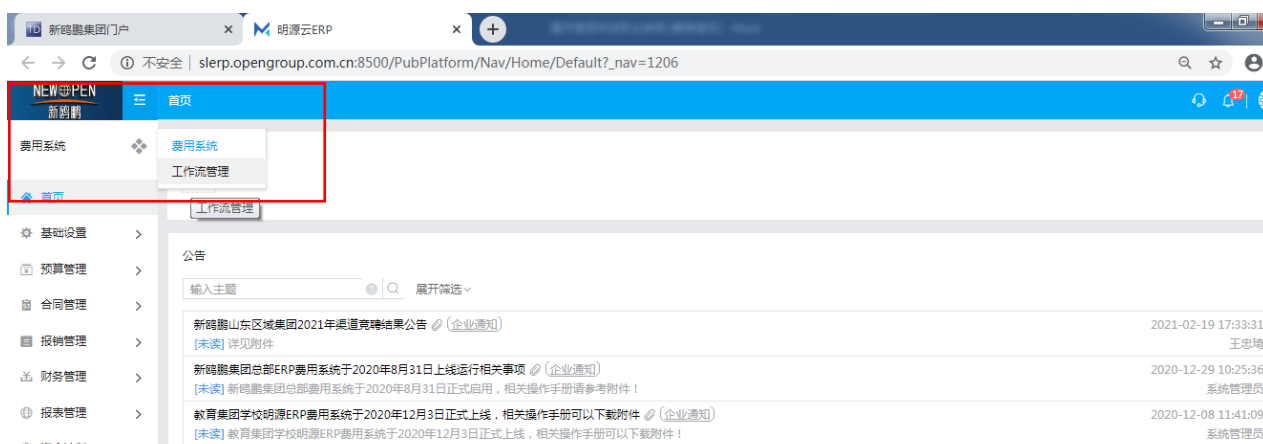 新鸥鹏集团门户
明源云ERP
不安全 | slerp.opengroup.com.cn:8500/PubPlatform/Nav/Home/Default?_nav=1206
NEW OPEN
新鸥鹏
首页
17
费用系统
费用系统
工作流管理
首页
工作流管理
基础设置
预算管理
合同管理
报销管理
财务管理
报表管理
公告
输入主题
展开筛选
新鸥鹏山东区域集团2021年渠道竞聘结果公告 (企业通知) 2021-02-19 17:33:31
[未读] 详见附件 王忠琦
新鸥鹏集团总部ERP费用系统于2020年8月31日上线运行相关事项 (企业通知) 2020-12-29 10:25:36
[未读] 新鸥鹏集团总部费用系统于2020年8月31日正式启用，相关操作手册请参考附件！ 系统管理员
教育集团学校明源ERP费用系统于2020年12月3日正式上线，相关操作手册可以下载附件 (企业通知) 2020-12-08 11:41:09
[未读] 教育集团学校明源ERP费用系统于2020年12月3日正式上线，相关操作手册可以下载附件！ 系统管理员